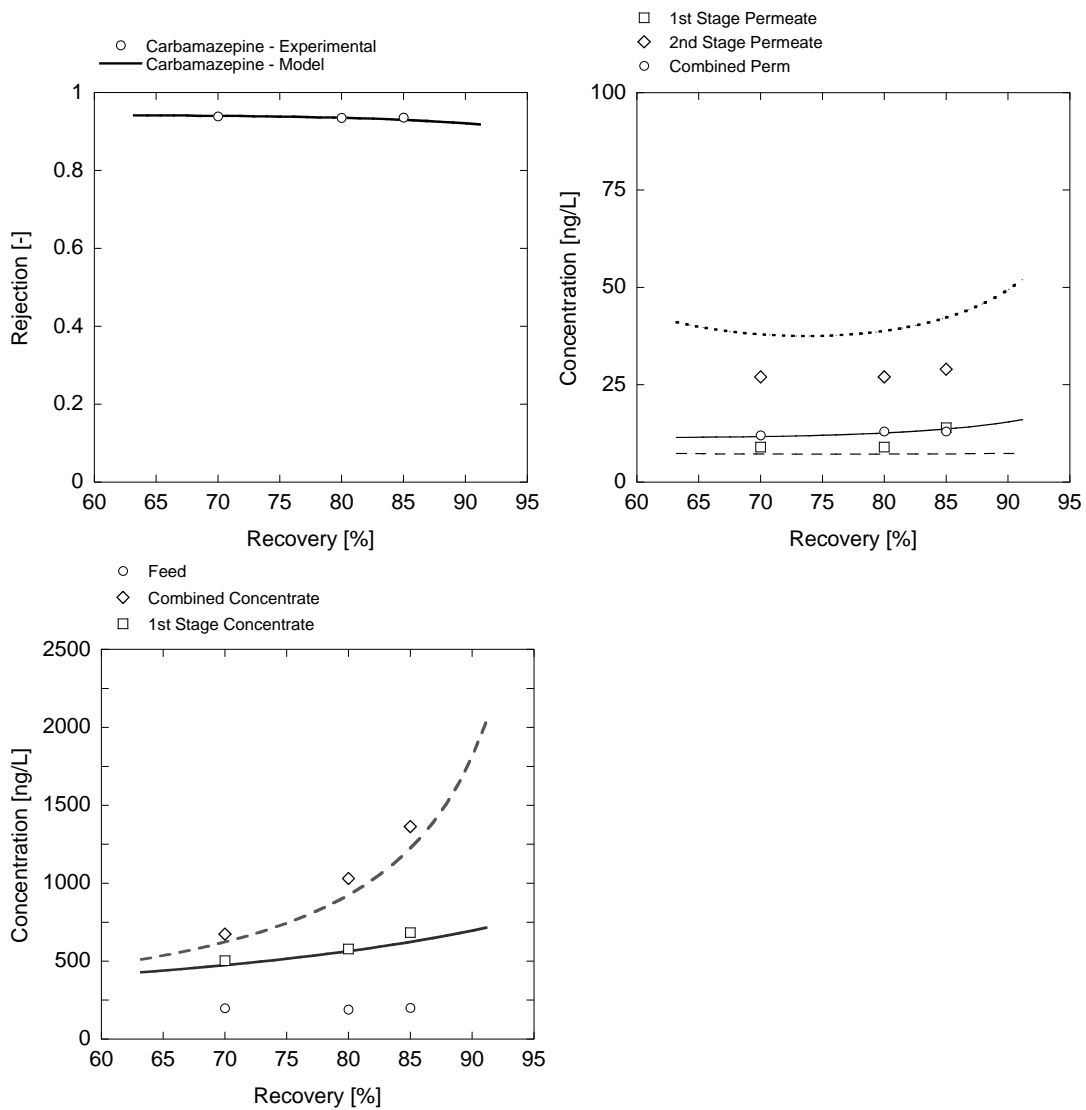 Carbamazepine - Experimental
Carbamazepine - Model
1
0.8
0.6
0.4
0.2
0
Rejection [-]
60 65 70 75 80 85 90 95
Recovery [%]
1st Stage Permeate
2nd Stage Permeate
Combined Perm
100
75
50
25
0
Concentration [ng/L]
60 65 70 75 80 85 90 95
Recovery [%]
Feed
Combined Concentrate
1st Stage Concentrate
2500
2000
1500
1000
500
0
Concentration [ng/L]
60 65 70 75 80 85 90 95
Recovery [%]